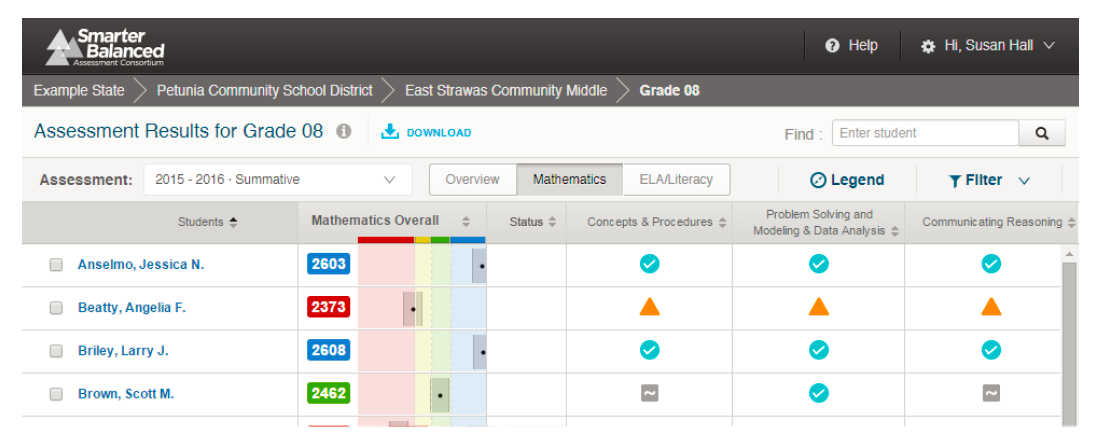 Smarter
Balanced
Assessment Consortium
Help
Hi, Susan Hall
Example State
Petunia Community School District
East Strawas Community Middle
Grade 08
Assessment Results for Grade 08
DOWNLOAD
Find :
Enter student
Assessment:
2015 - 2016 · Summative
Overview
Mathematics
ELA/Literacy
Legend
Filter
Students
Mathematics Overall
Status
Concepts & Procedures
Problem Solving and
Modeling & Data Analysis
Communicating Reasoning
Anselmo, Jessica N.
2603
Beatty, Angelia F.
2373
Briley, Larry J.
2608
Brown, Scott M.
2462